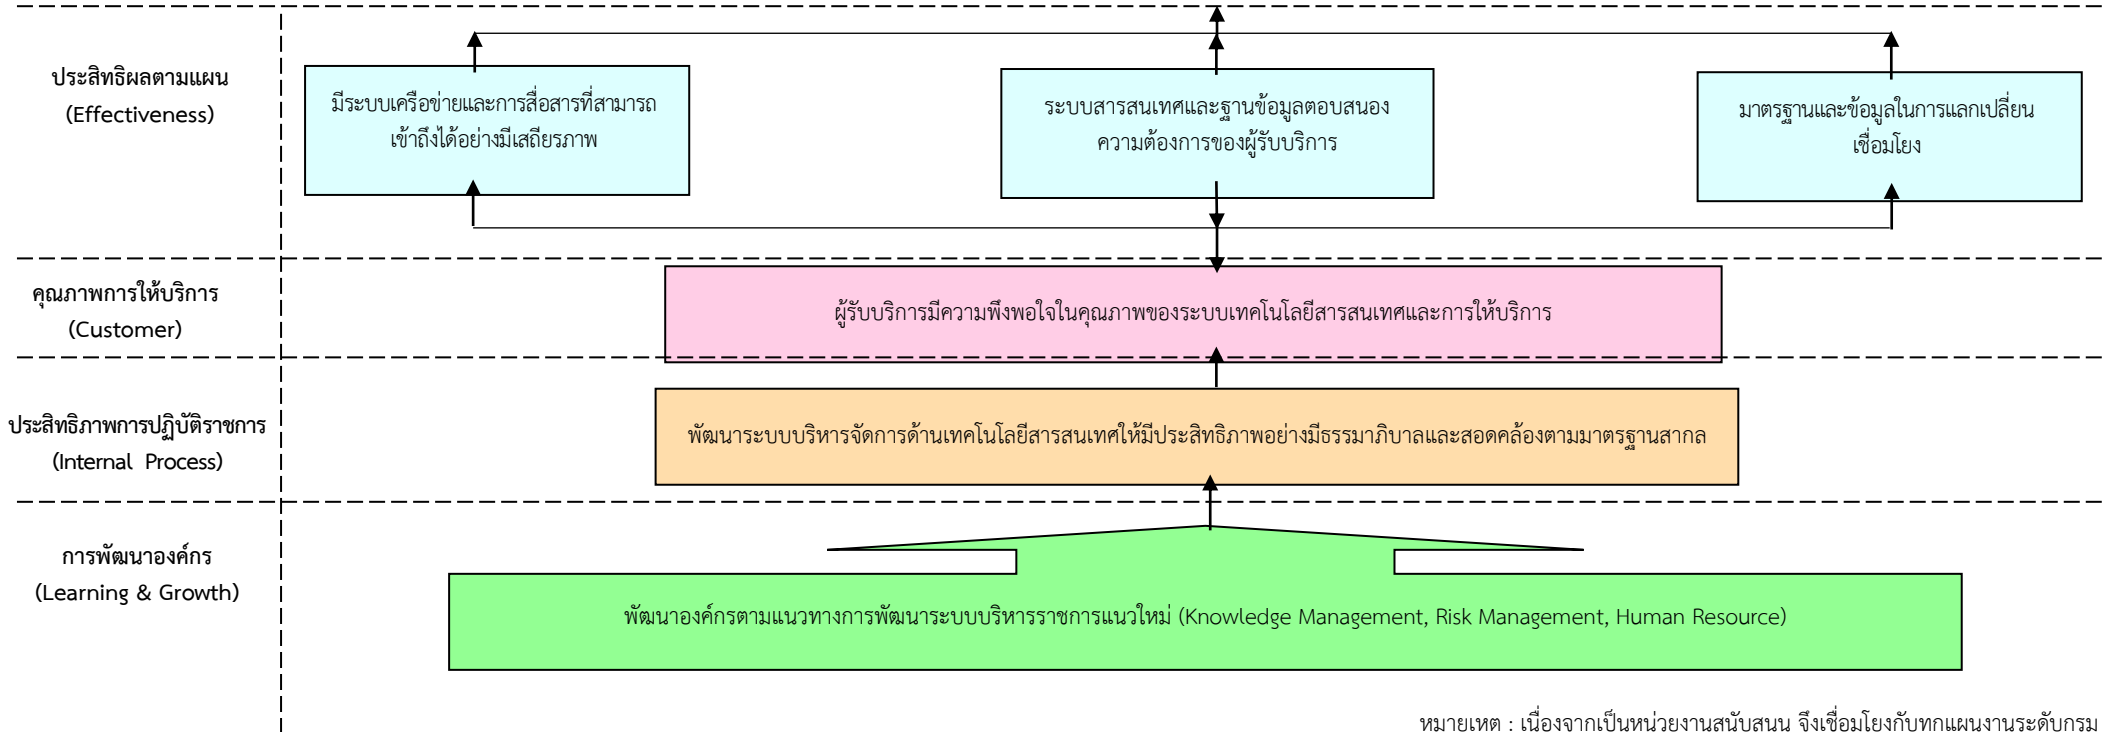 ประสิทธิผลตามแผน
(Effectiveness)
มีระบบเครือข่ายและการสื่อสารที่สามารถ
เข้าถึงได้อย่างมีเสถียรภาพ
ระบบสารสนเทศและฐานข้อมูลตอบสนอง
ความต้องการของผู้รับบริการ
มาตรฐานและข้อมูลในการแลกเปลี่ยน
เชื่อมโยง
คุณภาพการให้บริการ
(Customer)
ผู้รับบริการมีความพึงพอใจในคุณภาพของระบบเทคโนโลยีสารสนเทศและการให้บริการ
ประสิทธิภาพการปฏิบัติราชการ
(Internal Process)
พัฒนาระบบบริหารจัดการด้านเทคโนโลยีสารสนเทศให้มีประสิทธิภาพอย่างมีธรรมาภิบาลและสอดคล้องตามมาตรฐานสากล
การพัฒนาองค์กร
(Learning & Growth)
พัฒนาองค์กรตามแนวทางการพัฒนาระบบบริหารราชการแนวใหม่ (Knowledge Management, Risk Management, Human Resource)
หมายเหตุ : เนื่องจากเป็นหน่วยงานสนับสนุน จึงเชื่อมโยงกับทุกแผนงานระดับกรม